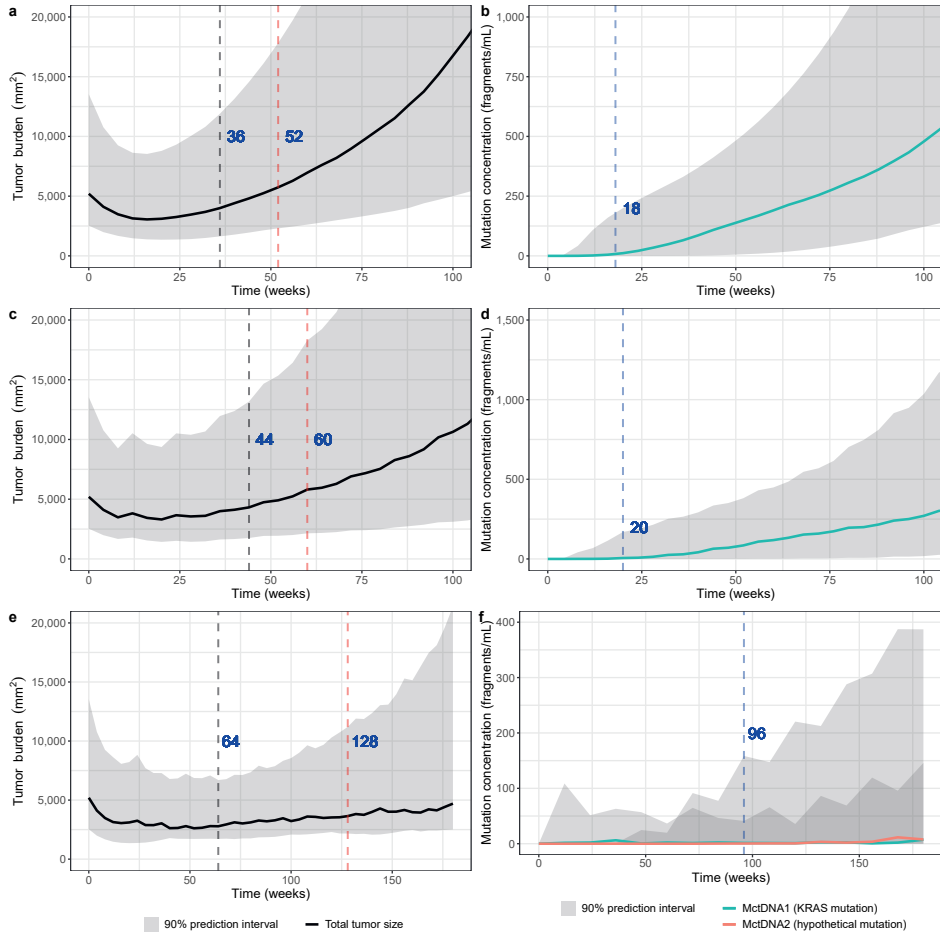 a
Tumor burden (mm²)
20,000
15,000
10,000
5,000
0
36
52
0
25
50
75
100
Time (weeks)
b
Mutation concentration (fragments/mL)
1,000
750
500
250
0
18
0
25
50
75
100
Time (weeks)
c
Tumor burden (mm²)
20,000
15,000
10,000
5,000
0
44
60
0
25
50
75
100
Time (weeks)
d
Mutation concentration (fragments/mL)
1,500
1,000
500
250
0
20
0
25
50
75
100
Time (weeks)
e
Tumor burden (mm²)
20,000
15,000
10,000
5,000
0
64
128
0
50
100
150
Time (weeks)
f
Mutation concentration (fragments/mL)
400
300
200
100
0
96
0
50
100
150
Time (weeks)
90% prediction interval
Total tumor size
90% prediction interval
MctDNA1 (KRAS mutation)
MctDNA2 (hypothetical mutation)